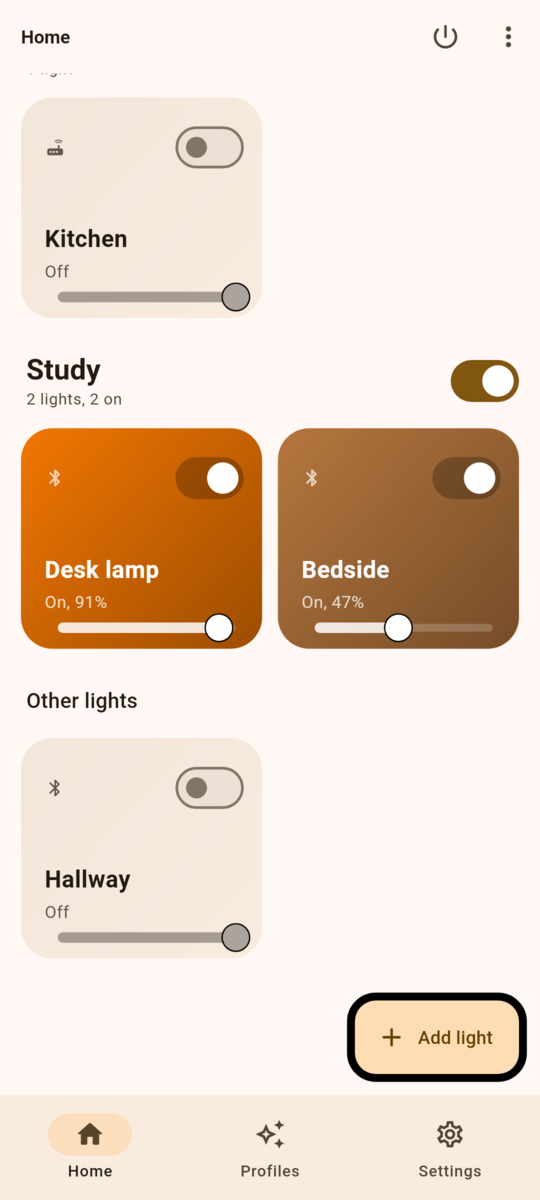 Home
Kitchen
Off
Study
2 lights, 2 on
Desk lamp
On, 91%
Bedside
On, 47%
Other lights
Hallway
Off
Add light
Home
Profiles
Settings